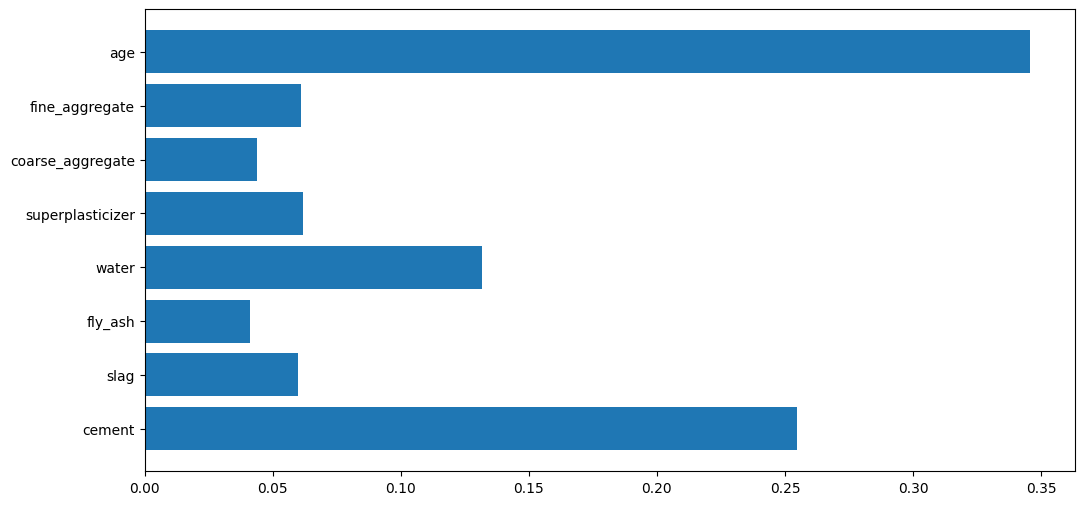 age
fine_aggregate
coarse_aggregate
superplasticizer
water
fly_ash
slag
cement
0.00 0.05 0.10 0.15 0.20 0.25 0.30 0.35